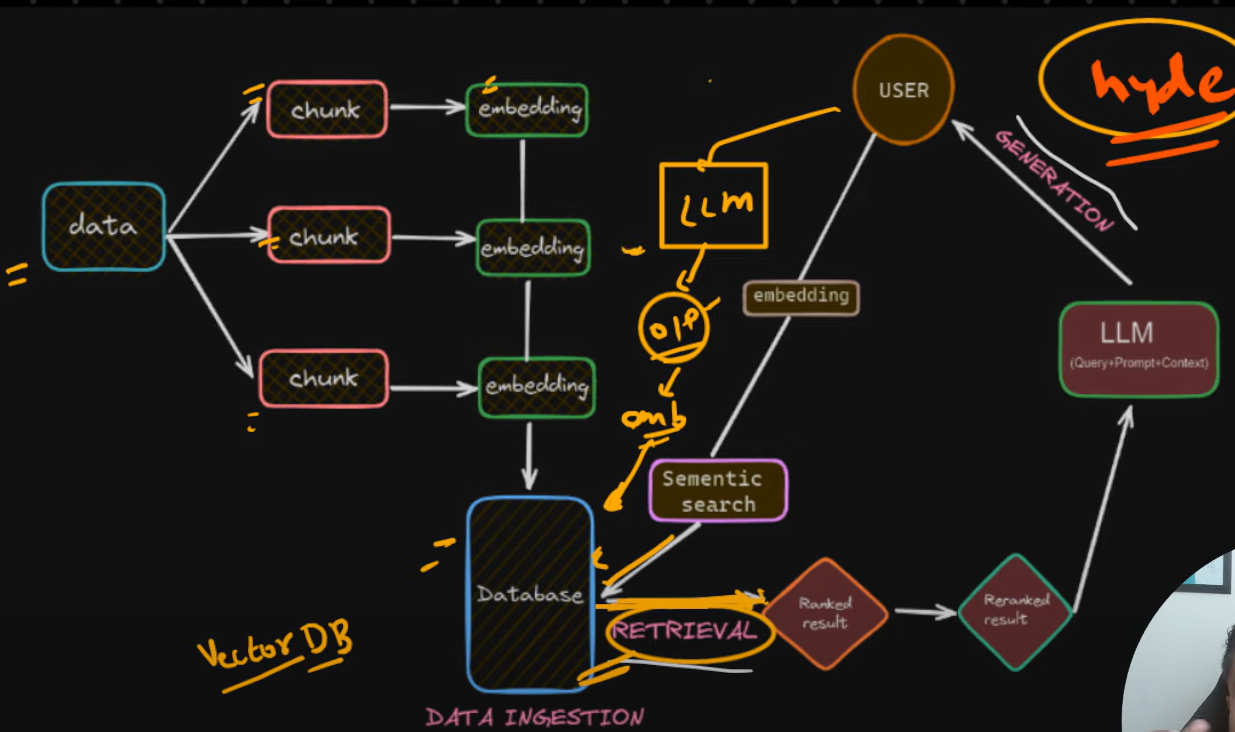 USER
hyde
chunk
embedding
GENERATION
LLM
data
chunk
embedding
O/P
embedding
LLM
(Query+Prompt+Context)
chunk
embedding
emb
Sementic
search
Database
Ranked
result
Reranked
result
RETRIEVAL
Vector DB
DATA INGESTION